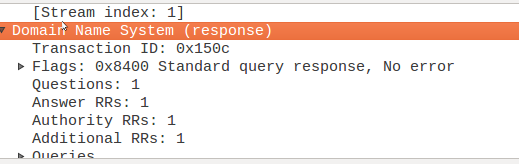 [Stream index: 1]
Domain Name System (response)
Transaction ID: 0x150c
Flags: 0x8400 Standard query response, No error
Questions: 1
Answer RRs: 1
Authority RRs: 1
Additional RRs: 1
Queries